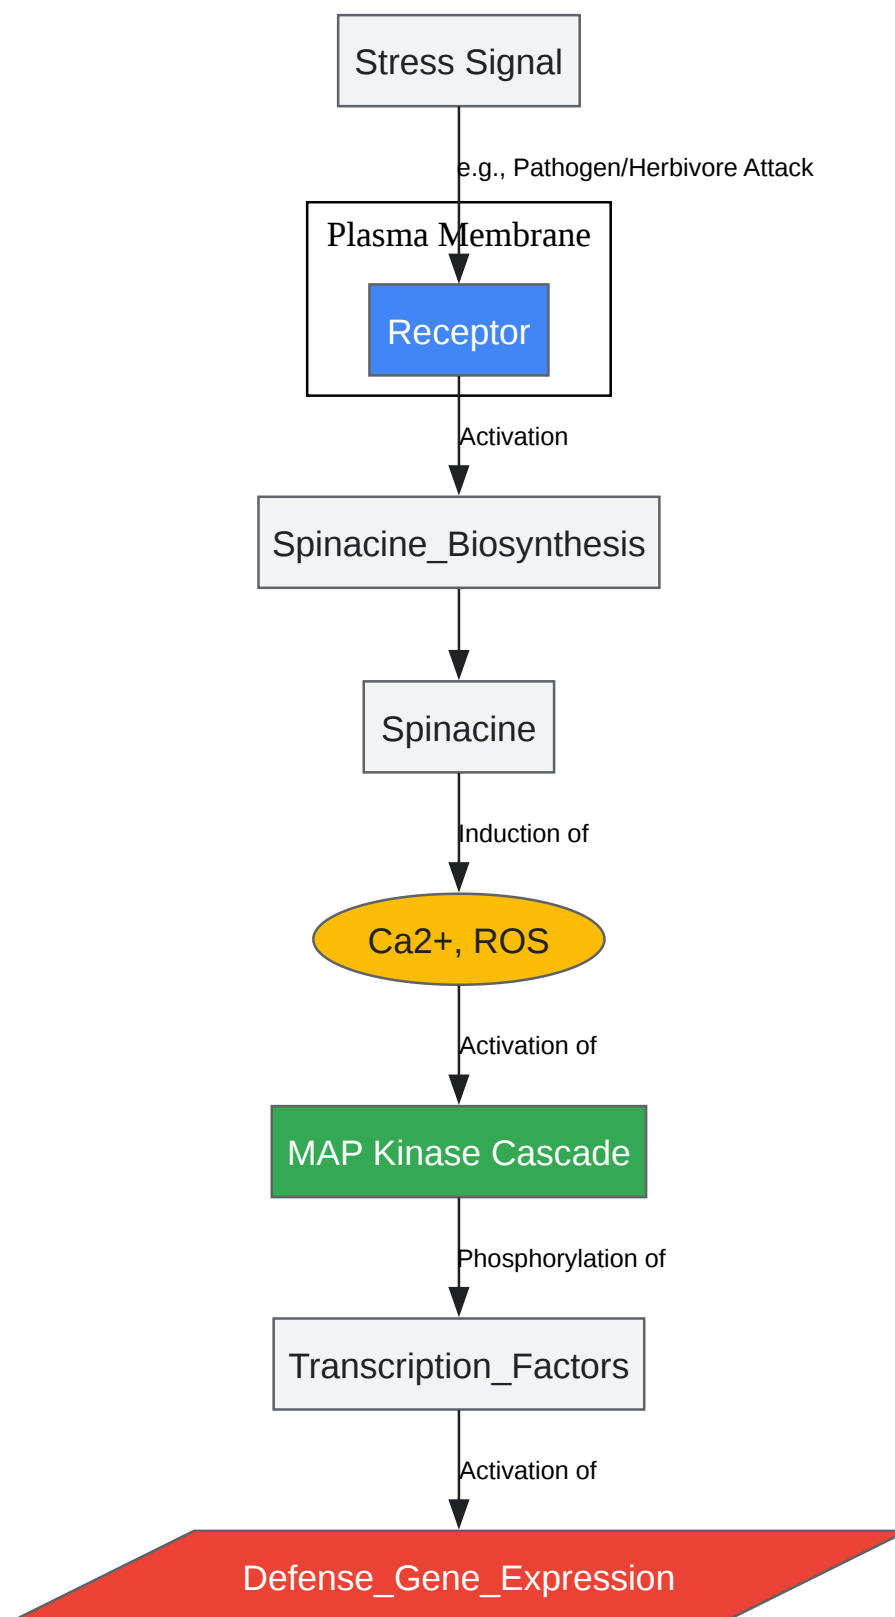 Stress Signal
e.g., Pathogen/Herbivore Attack
Plasma Membrane
Receptor
Activation
Spinacine_Biosynthesis
Spinacine
Induction of
Ca2+, ROS
Activation of
MAP Kinase Cascade
Phosphorylation of
Transcription_Factors
Activation of
Defense_Gene_Expression